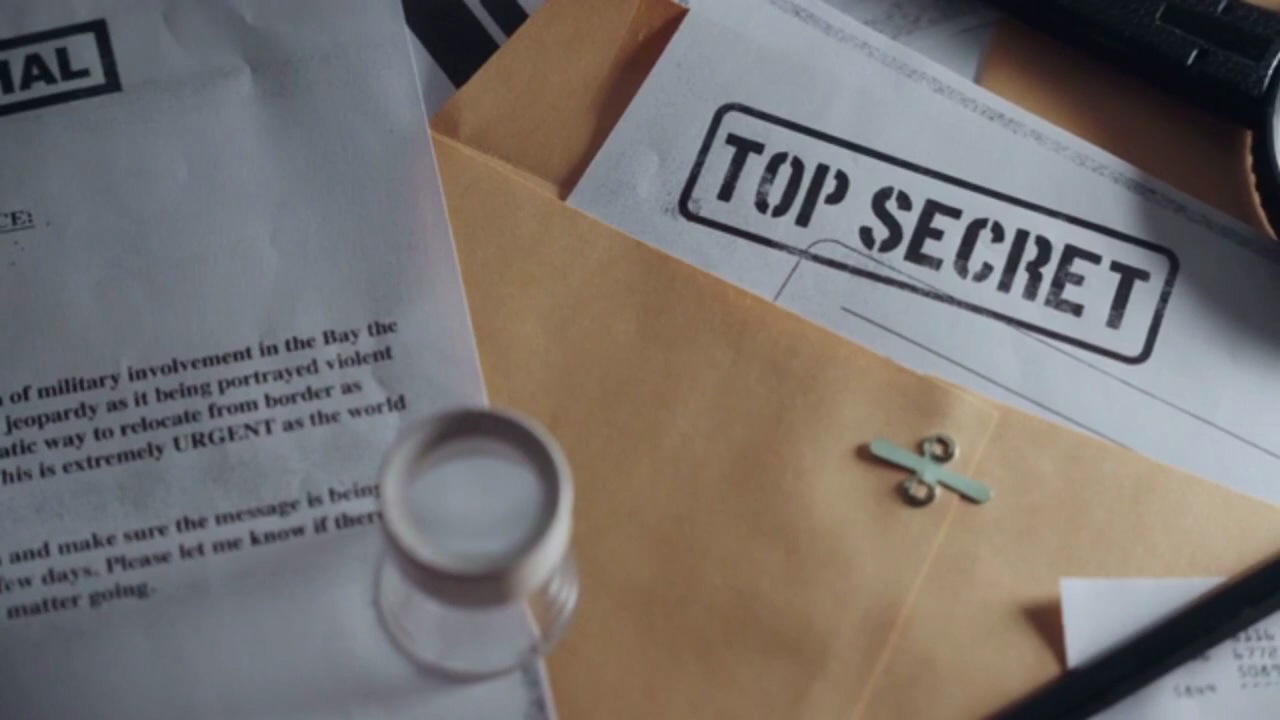 IAL
CE:
of military involvement in the Bay the
jeopardy as it being portrayed violent
atic way to relocate from border as
his is extremely URGENT as the world
and make sure the message is being
few days. Please let me know if there
matter going.
TOP SECRET
6772